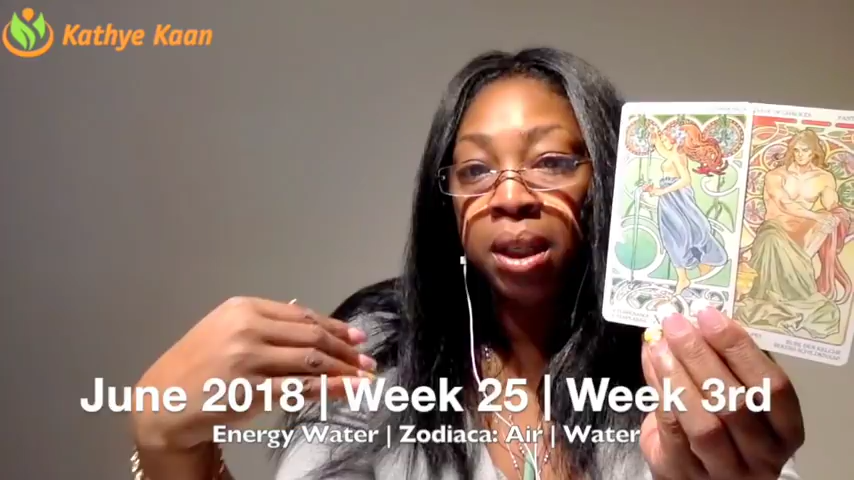 Kathye Kaan
June 2018 | Week 25 | Week 3rd
Energy Water | Zodiaca: Air | Water